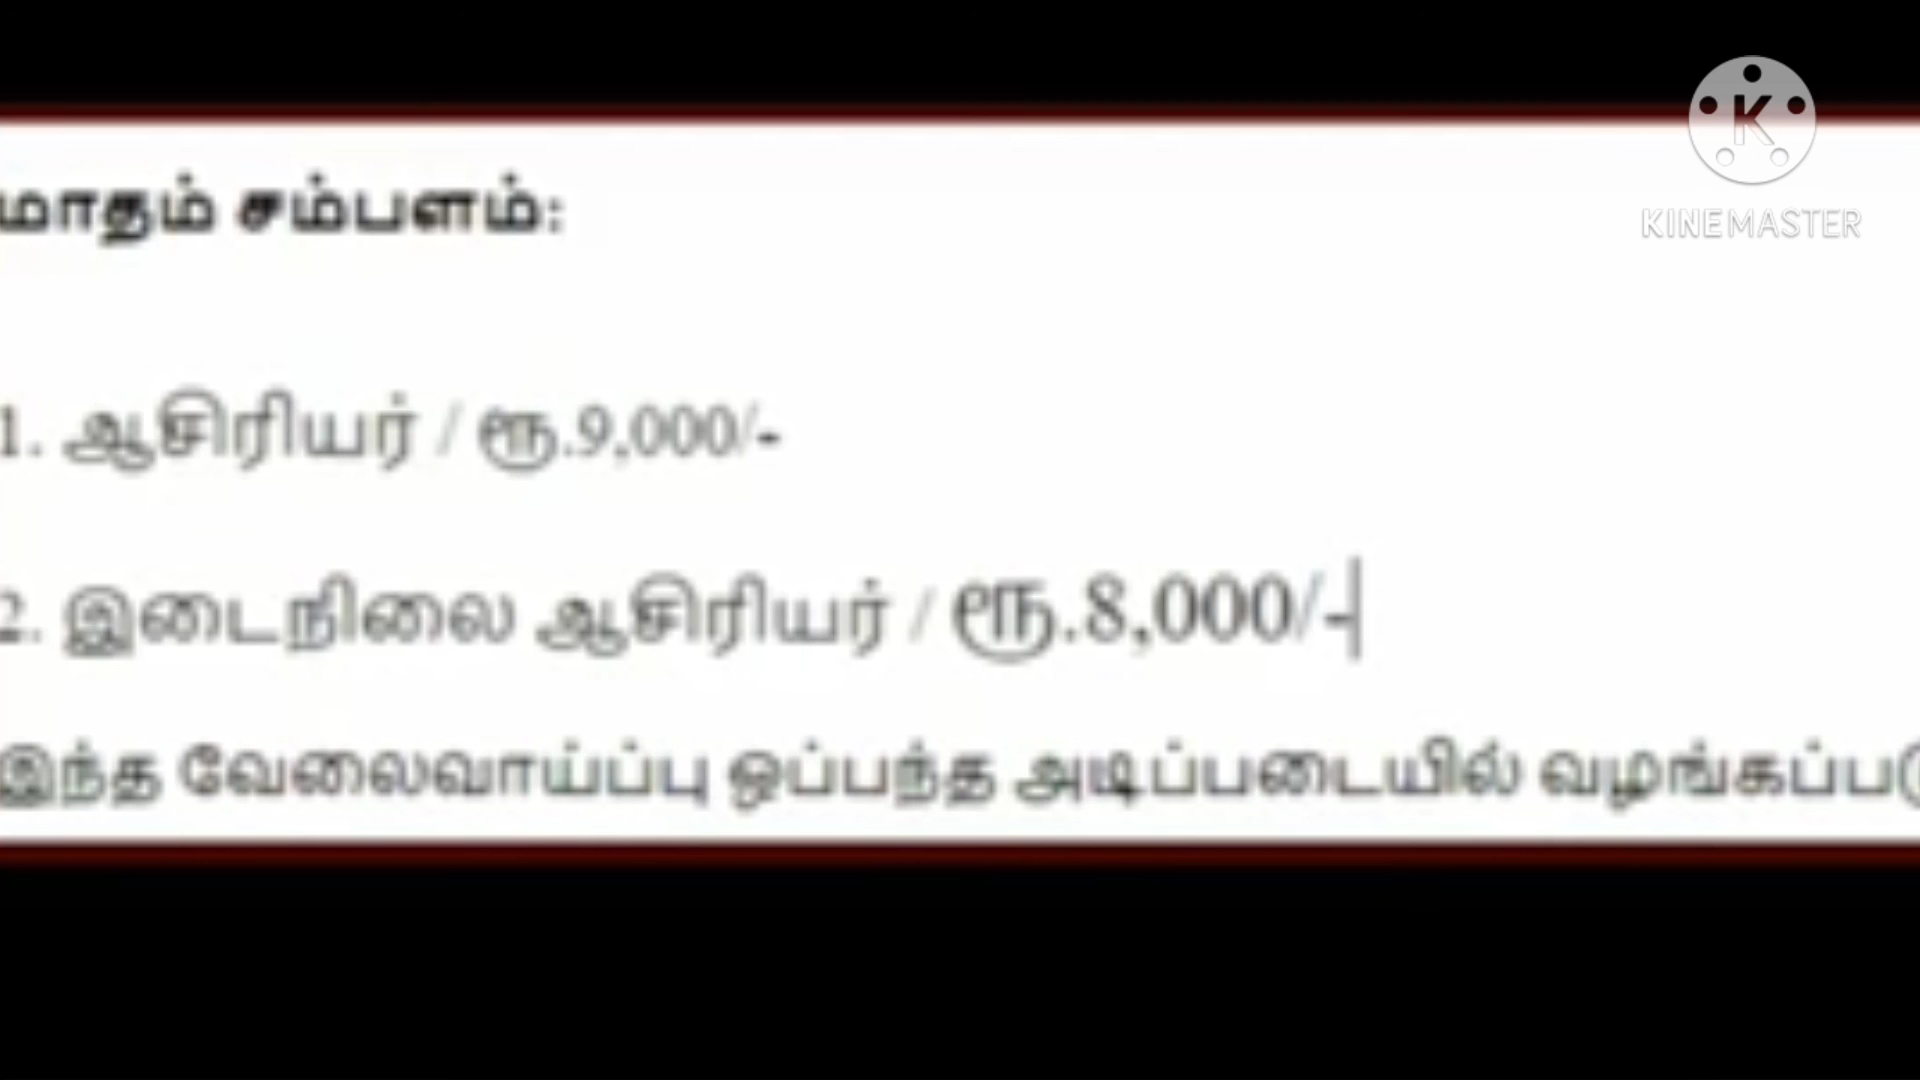 மாதம் சம்பளம்:
K
KINEMASTER
1. ஆசிரியர் / ரூ.9,000/-
2. இடைநிலை ஆசிரியர் / ரூ.8,000/-
இந்த வேலைவாய்ப்பு ஒப்பந்த அடிப்படையில்